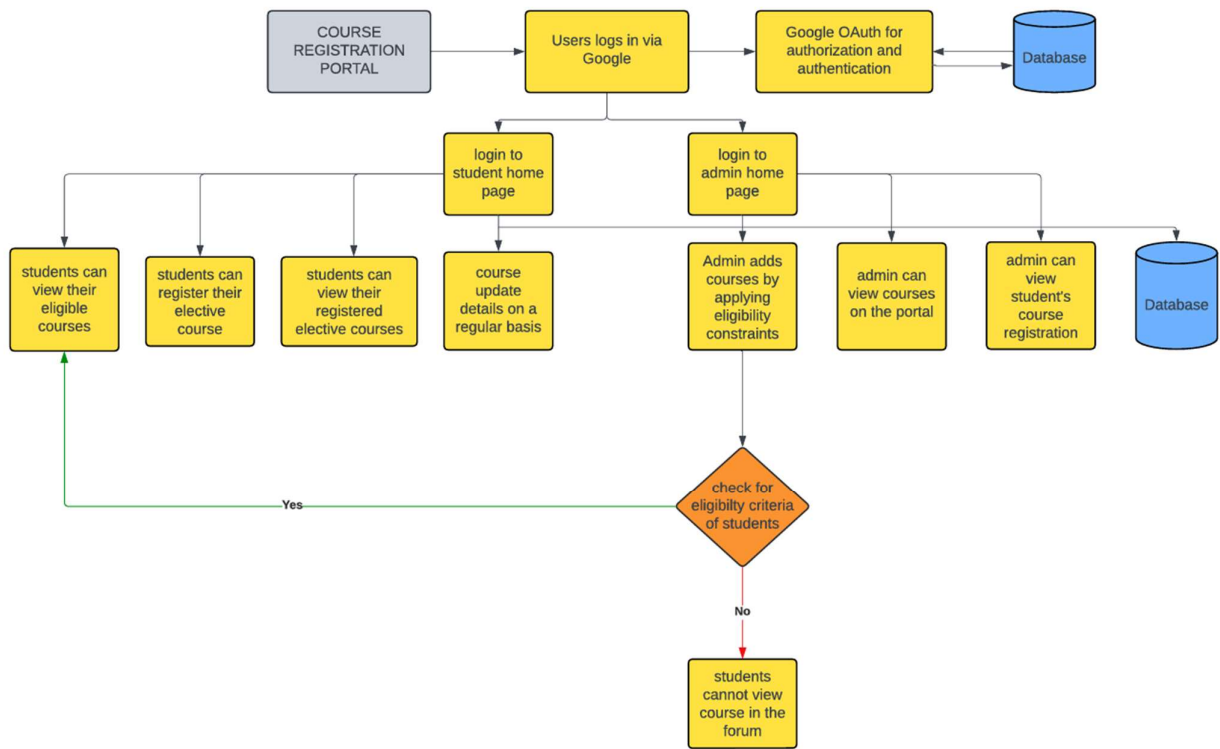 COURSE
REGISTRATION
PORTAL
Users logs in via
Google
Google OAuth for
authorization and
authentication
Database
login to
student home
page
login to
admin home
page
students can
view their
eligible
courses
students can
register their
elective
course
students can
view their
registered
elective courses
course
update
details on a
regular basis
Admin adds
courses by
applying
eligibility
constraints
admin can
view courses
on the portal
admin can
view
student's
course
registration
Database
check for
eligibilty criteria
of students
Yes
No
students
cannot view
course in the
forum